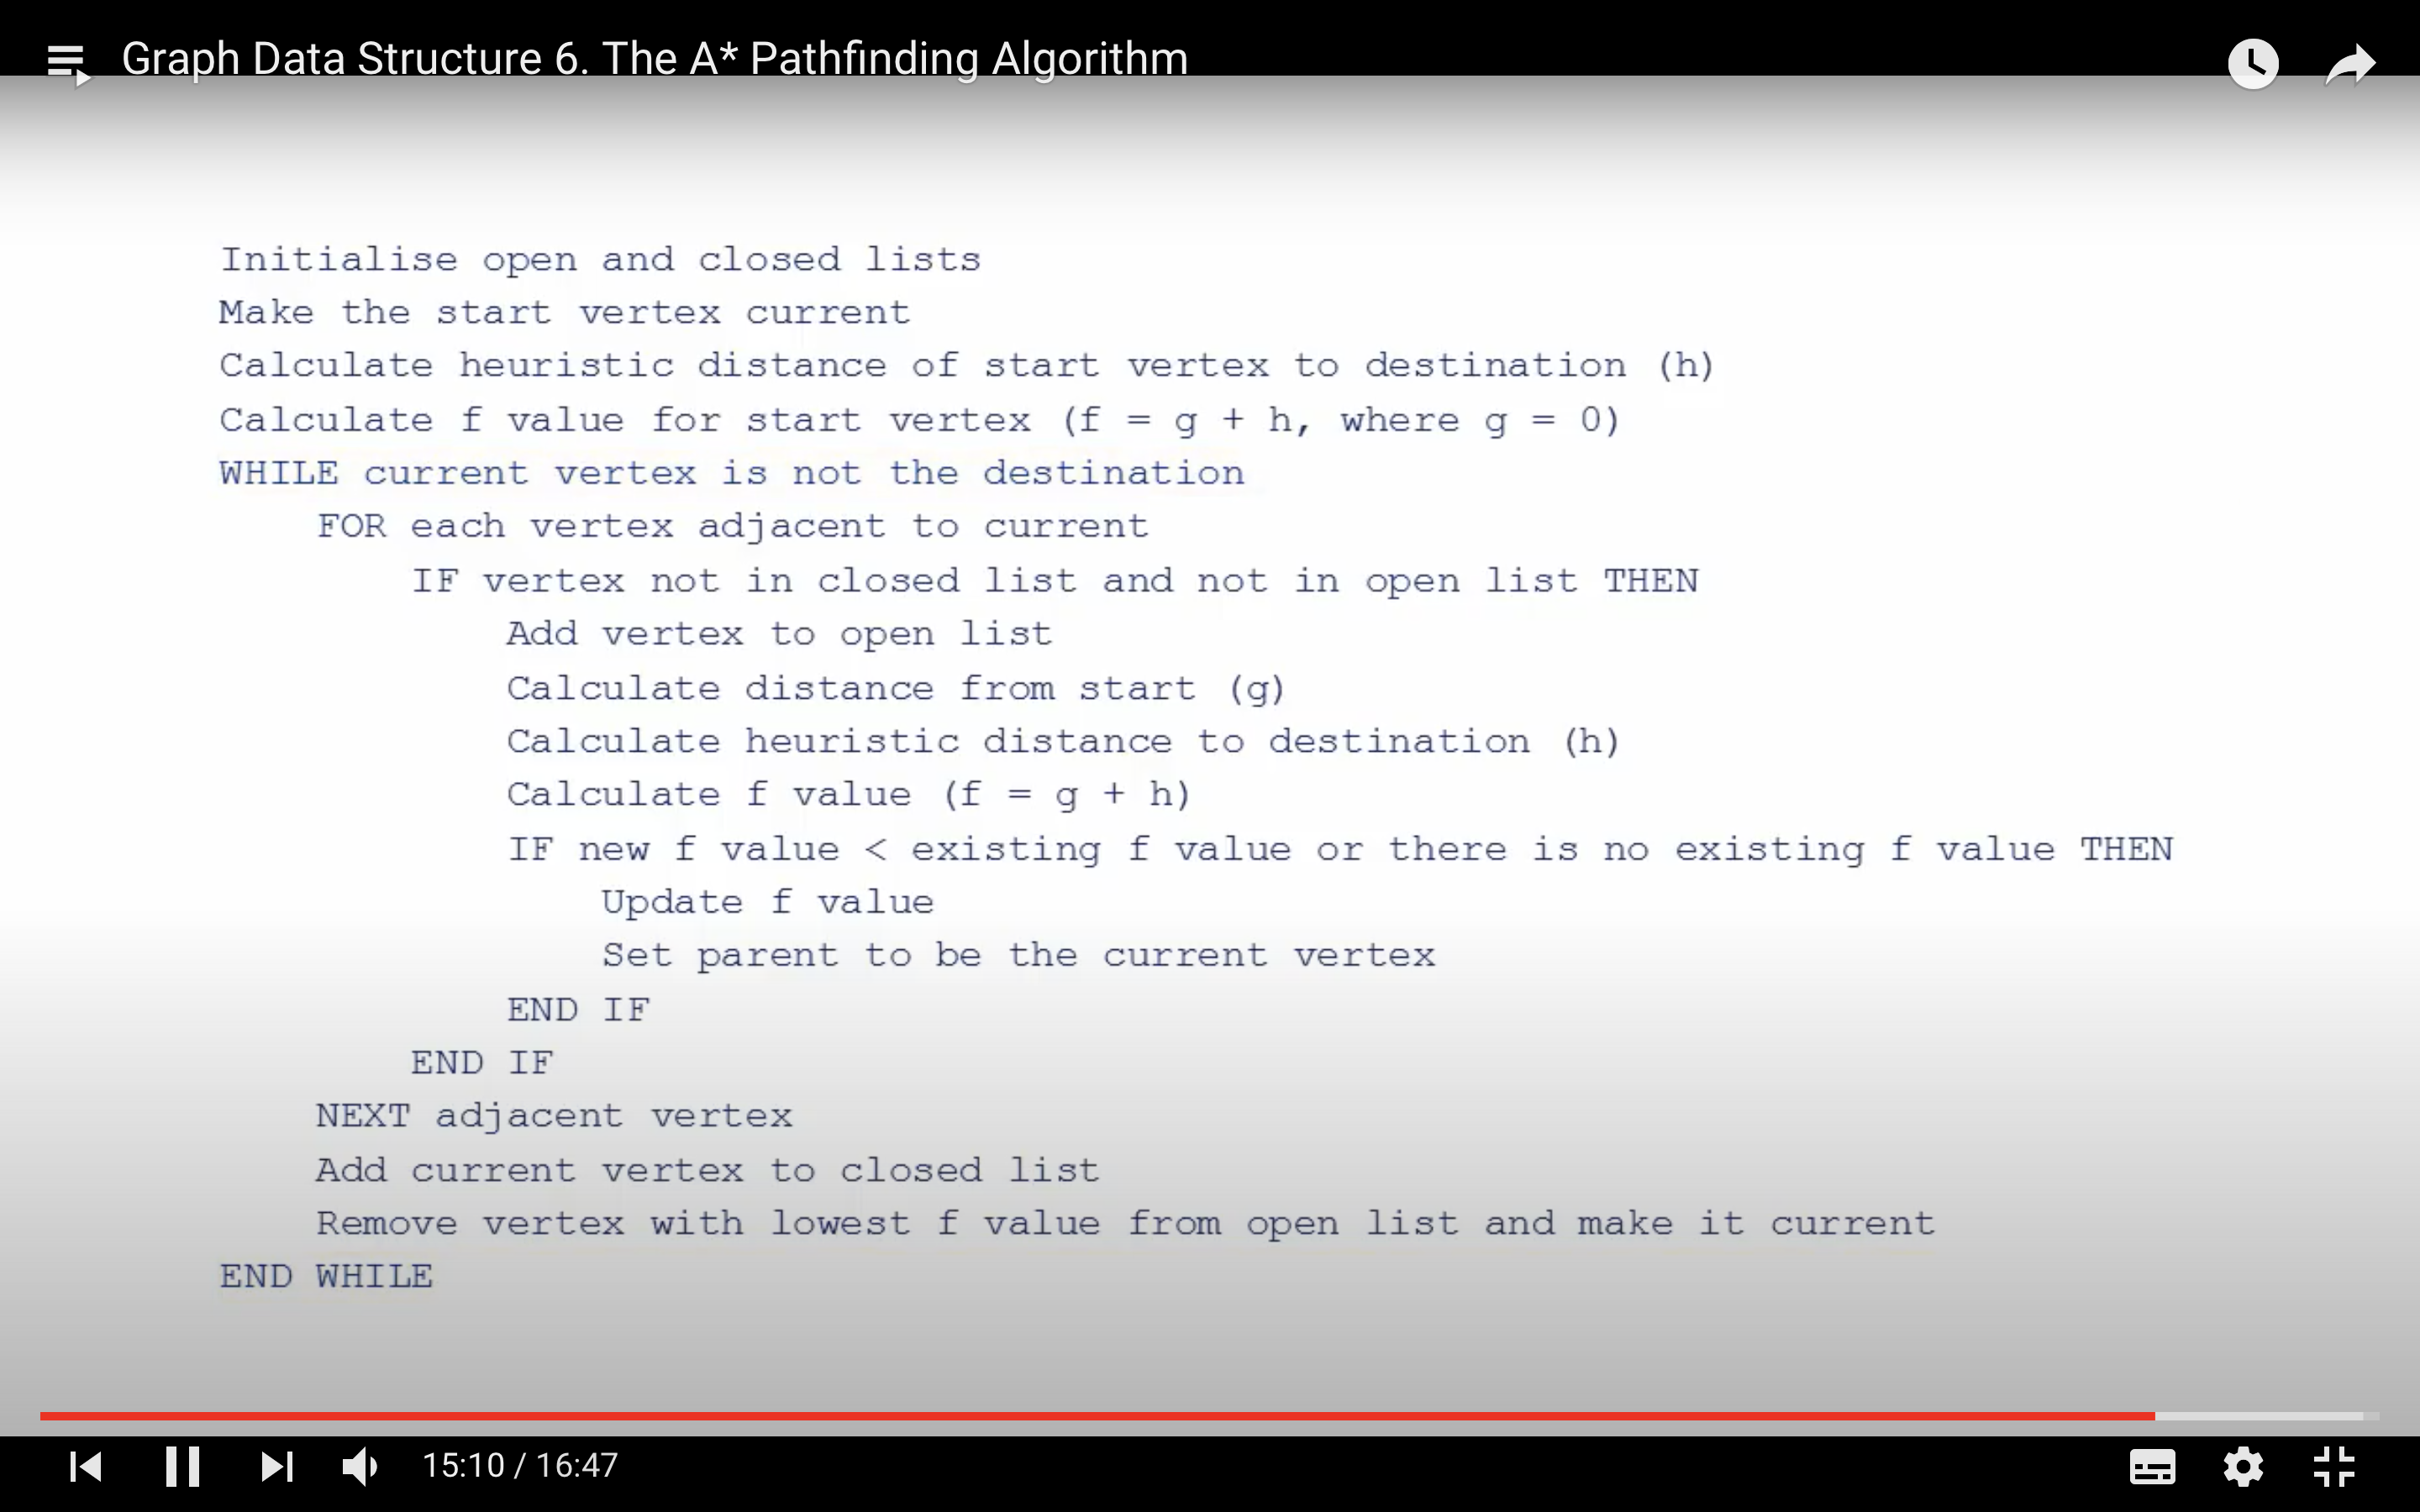 Graph Data Structure 6. The A* Pathfinding Algorithm
Initialise open and closed lists
Make the start vertex current
Calculate heuristic distance of start vertex to destination (h)
Calculate f value for start vertex (f = g + h, where g = 0)
WHILE current vertex is not the destination
FOR each vertex adjacent to current
IF vertex not in closed list and not in open list THEN
Add vertex to open list
Calculate distance from start (g)
Calculate heuristic distance to destination (h)
Calculate f value (f = g + h)
IF new f value < existing f value or there is no existing f value THEN
Update f value
Set parent to be the current vertex
END IF
END IF
NEXT adjacent vertex
Add current vertex to closed list
Remove vertex with lowest f value from open list and make it current
END WHILE
15:10 / 16:47